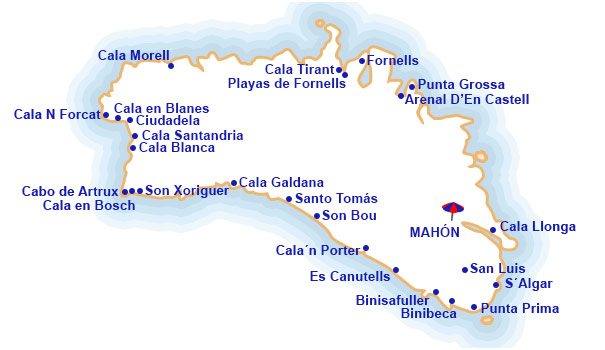 Cala Morell
Fornells
Cala Tirant
Playas de Fornells
Punta Grossa
Arenal D'En Castell
Cala en Blanes
Cala N Forcat
Ciudadela
Cala Santandria
Cala Blanca
Cala Galdana
Cabo de Artrux
Son Xoriguer
Cala en Bosch
Santo Tomás
Son Bou
MAHÓN
Cala Llonga
Cala´n Porter
San Luis
Es Canutells
S´Algar
Binisafuller
Binibeca
Punta Prima